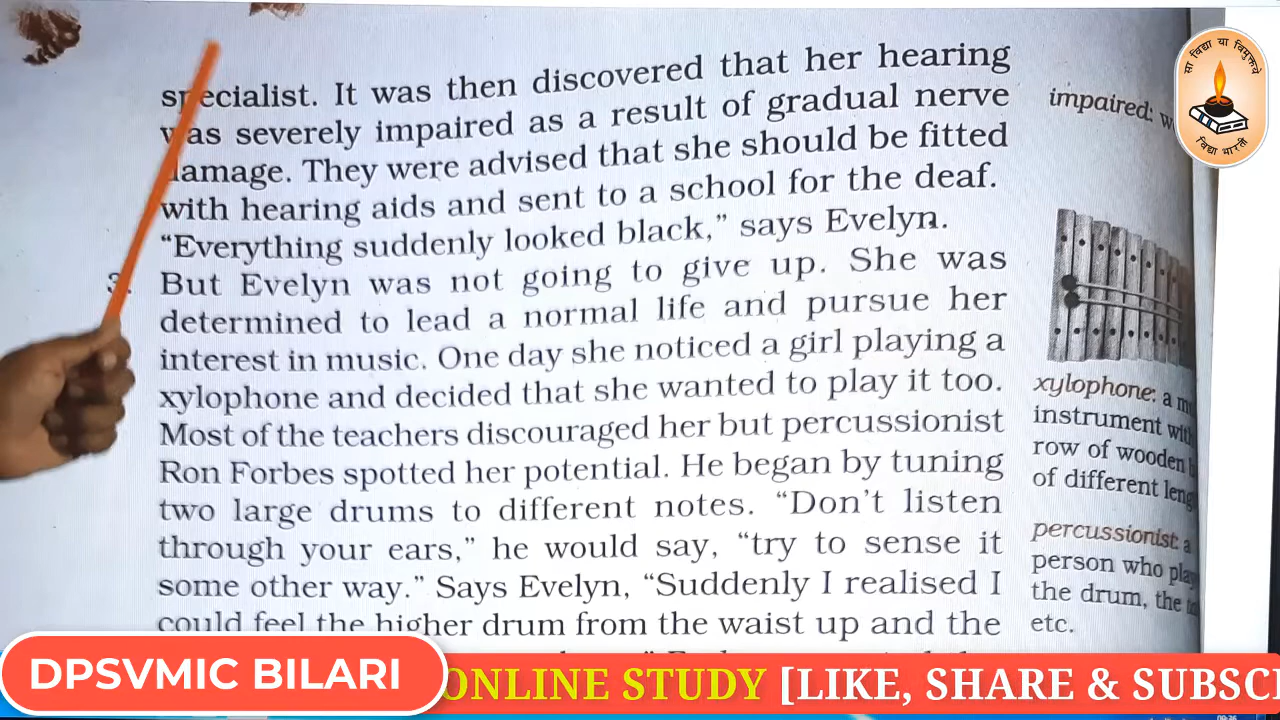 specialist. It was then discovered that her hearing
was severely impaired as a result of gradual nerve
damage. They were advised that she should be fitted
with hearing aids and sent to a school for the deaf.
“Everything suddenly looked black,” says Evelyn.
3. But Evelyn was not going to give up. She was
determined to lead a normal life and pursue her
interest in music. One day she noticed a girl playing a
xylophone and decided that she wanted to play it too.
Most of the teachers discouraged her but percussionist
Ron Forbes spotted her potential. He began by tuning
two large drums to different notes. “Don’t listen
through your ears,” he would say, “try to sense it
some other way.” Says Evelyn, “Suddenly I realised I
could feel the higher drum from the waist up and the
impaired:
xylophone: a
instrument
row of wooden
of different
percussionist: a
person who
the drum, the
etc.
सा विद्या या विमुक्तये
विद्या भारती
DPSVMIC BILARI
ONLINE STUDY [LIKE, SHARE &